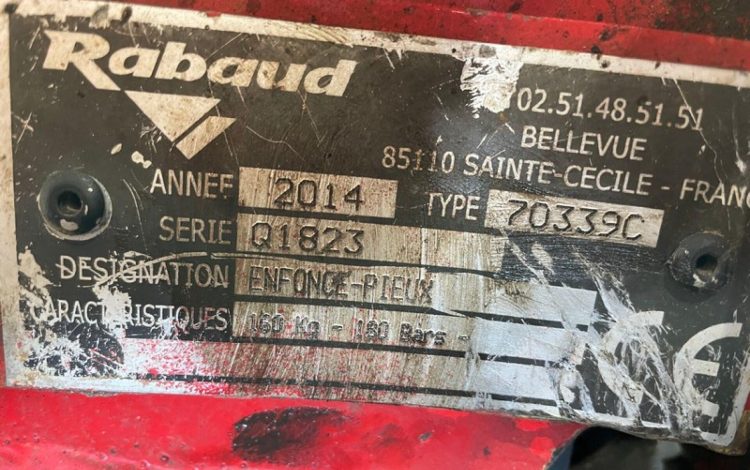 Rabaud
02.51.48.51.51
BELLEVUE
85110 SAINTE-CECILE - FRANC
ANNEE 2014 TYPE 70339C
SERIE Q1823
DESIGNATION ENFONCE-PIEUX
CARACTERISTIQUES 160 Kg - 180 Bars -
CE